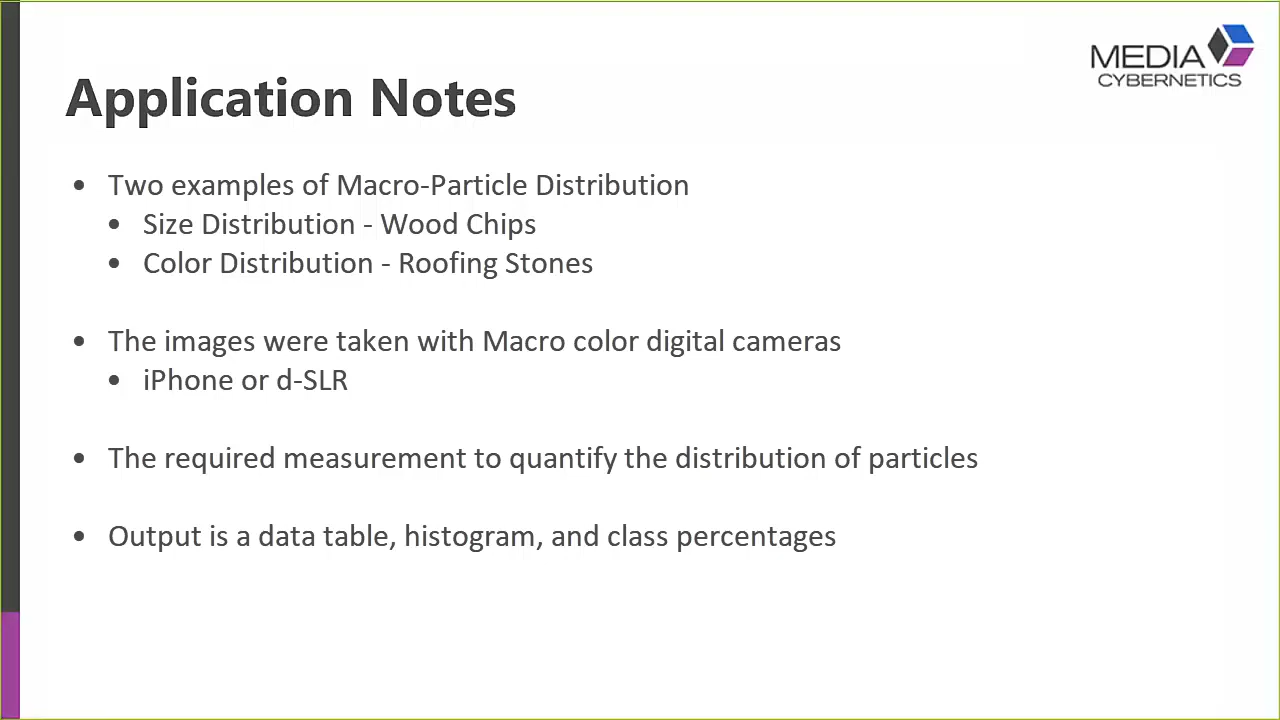 MEDIA
CYBERNETICS
Application Notes
• Two examples of Macro-Particle Distribution
• Size Distribution - Wood Chips
• Color Distribution - Roofing Stones
• The images were taken with Macro color digital cameras
• iPhone or d-SLR
• The required measurement to quantify the distribution of particles
• Output is a data table, histogram, and class percentages